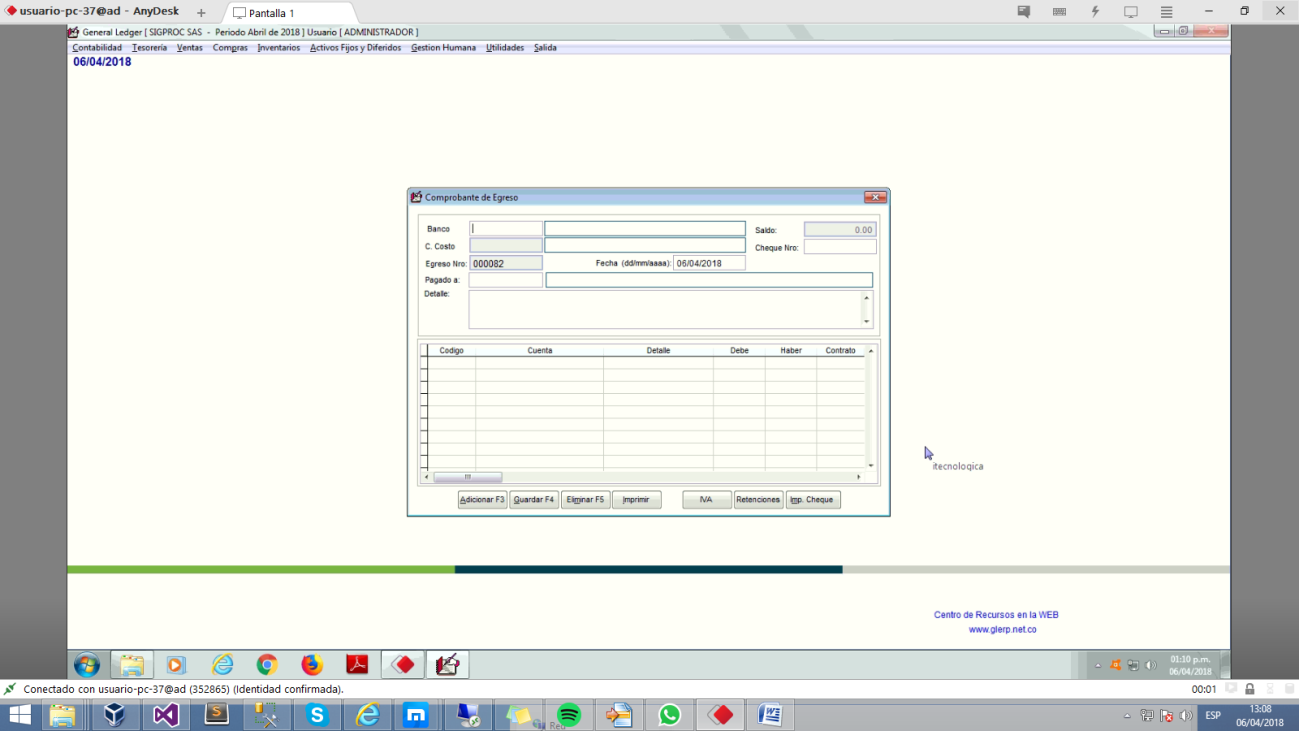 usuario-pc-37@ad - AnyDesk
Pantalla 1
General Ledger [ SIGPROC SAS - Periodo Abril de 2018 ] Usuario [ ADMINISTRADOR ]
Contabilidad Tesorería Ventas Compras Inventarios Activos Fijos y Diferidos Gestion Humana Utilidades Salida
06/04/2018
Comprobante de Egreso
Banco
Saldo: 0.00
C. Costo
Cheque Nro:
Egreso Nro: 000082 Fecha (dd/mm/aaaa): 06/04/2018
Pagado a:
Detalle:
Codigo Cuenta Detalle Debe Haber Contrato
itecnologica
Adicionar F3 Guardar F4 Eliminar F5 Imprimir IVA Retenciones Imp. Cheque
Centro de Recursos en la WEB
www.glerp.net.co
01:10 p.m.
06/04/2018
Conectado con usuario-pc-37@ad (352865) (Identidad confirmada).
00:01
Red
ESP
13:08
06/04/2018